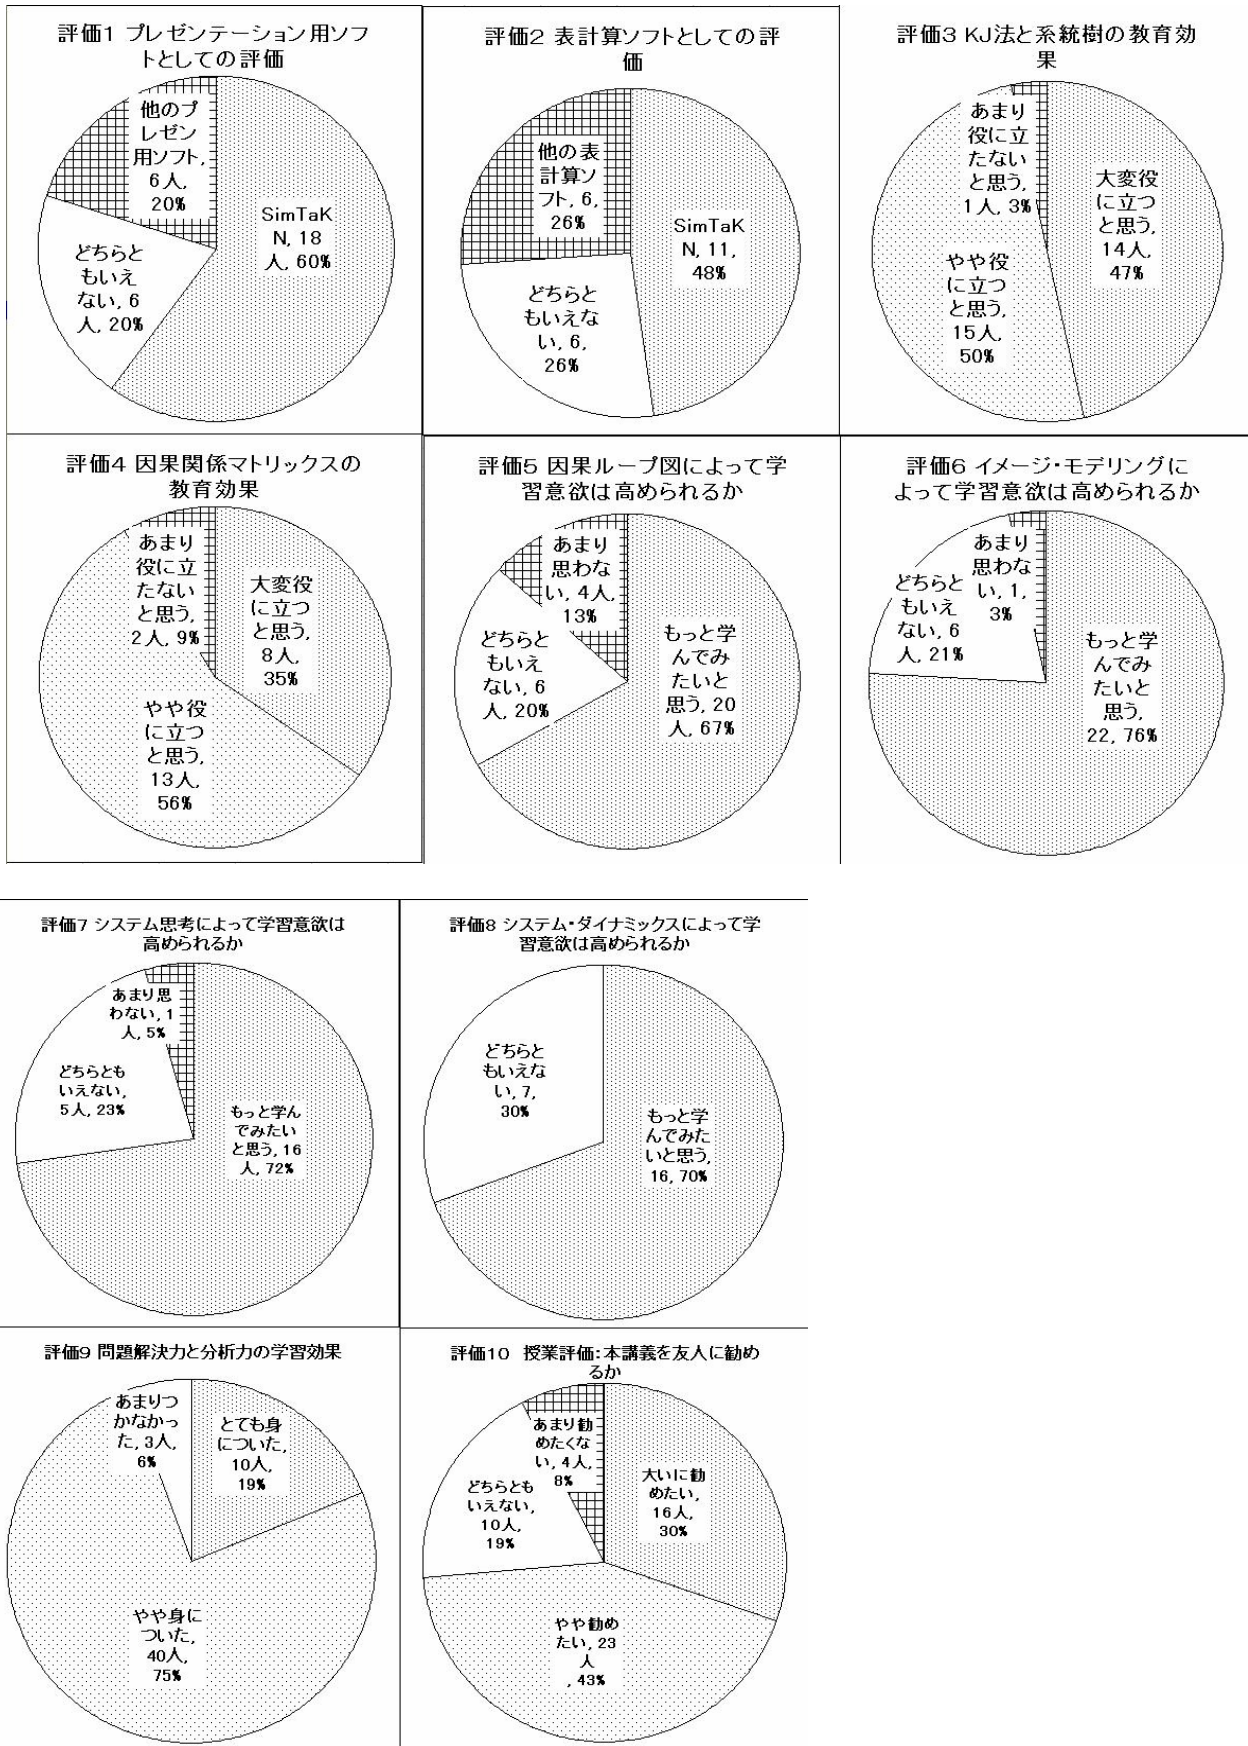 評価1 プレゼンテーション用ソフ
トとしての評価
他のプ
レゼン
用ソフト,
6人,
20%
SimTaK
N, 18
人, 60%
どちらと
もいえ
ない, 6
人, 20%
評価2 表計算ソフトとしての評
価
他の表
計算ソ
フト, 6,
26%
SimTaK
N, 11,
48%
どちらと
もいえな
い, 6,
26%
評価3 KJ法と系統樹の教育効
果
あまり
役に立
たない
と思う,
1人, 3%
大変役
に立つ
と思う,
14人,
47%
やや役
に立つ
と思う,
15人,
50%
評価4 因果関係マトリックスの
教育効果
あまり
役に立
たない
と思う,
2人, 9%
大変役
に立つ
と思う,
8人,
35%
やや役
に立つ
と思う,
13人,
56%
評価5 因果ループ図によって学
習意欲は高められるか
あまり
思わな
い, 4人,
13%
どちらと
もいえ
ない, 6
人, 20%
もっと学
んでみ
たいと
思う, 20
人, 67%
評価6 イメージ・モデリングに
よって学習意欲は高められるか
あまり
思わな
い, 1,
3%
どちらと
もいえ
ない, 6
人, 21%
もっと学
んでみ
たいと
思う,
22, 76%
評価7 システム思考によって学習意欲は
高められるか
あまり思
わない, 1
人, 5%
どちらとも
いえない,
5人, 23%
もっと学ん
でみたい
と思う, 16
人, 72%
評価8 システム・ダイナミックスによって学
習意欲は高められるか
どちらと
もいえな
い, 7,
30%
もっと学
んでみた
いと思う,
16, 70%
評価9 問題解決力と分析力の学習効果
あまりつ
かなかっ
た, 3人,
6%
とても身
についた,
10人,
19%
やや身に
ついた,
40人,
75%
評価10 授業評価:本講義を友人に勧め
るか
あまり勧
めたくな
い, 4人,
8%
どちらとも
いえない,
10人,
19%
大いに勧
めたい,
16人,
30%
やや勧め
たい, 23
人
, 43%